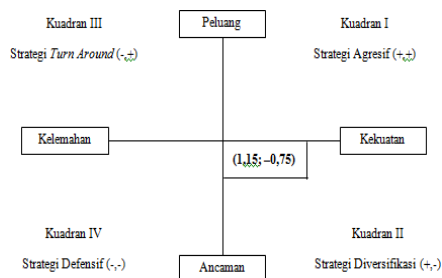 Kuadran III
Peluang
Kuadran I
Strategi Turn Around (-,+)
Strategi Agresif (+,+)
Kelemahan
Kekuatan
(1,15; –0,75)
Kuadran IV
Kuadran II
Strategi Defensif (-,-)
Ancaman
Strategi Diversifikasi (+,-)